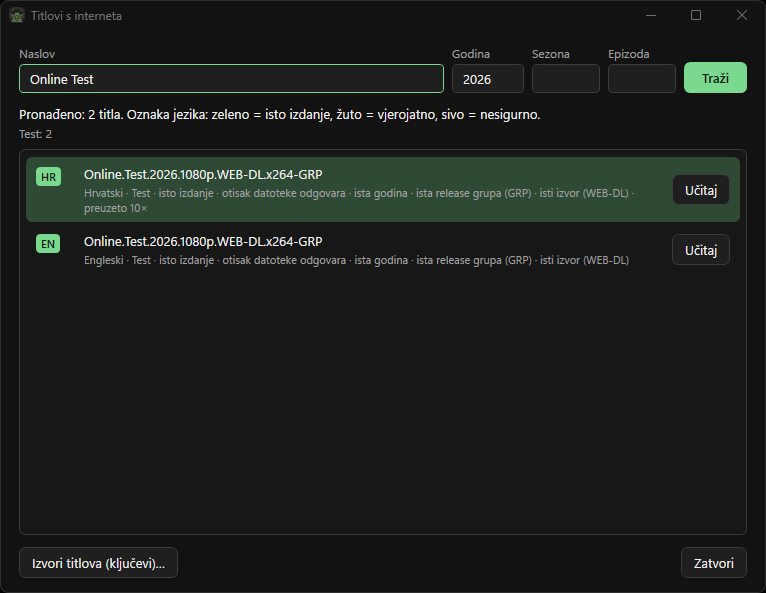 Titlovi s interneta
Naslov
Godina
Sezona
Epizoda
Online Test
2026
Traži
Pronađeno: 2 titla. Oznaka jezika: zeleno = isto izdanje, žuto = vjerojatno, sivo = nesigurno.
Test: 2
HR
Online.Test.2026.1080p.WEB-DL.x264-GRP
Hrvatski · Test · isto izdanje · otisak datoteke odgovara · ista godina · ista release grupa (GRP) · isti izvor (WEB-DL) ·
preuzeto 10×
Učitaj
EN
Online.Test.2026.1080p.WEB-DL.x264-GRP
Engleski · Test · isto izdanje · otisak datoteke odgovara · ista godina · ista release grupa (GRP) · isti izvor (WEB-DL)
Učitaj
Izvori titlova (ključevi)...
Zatvori